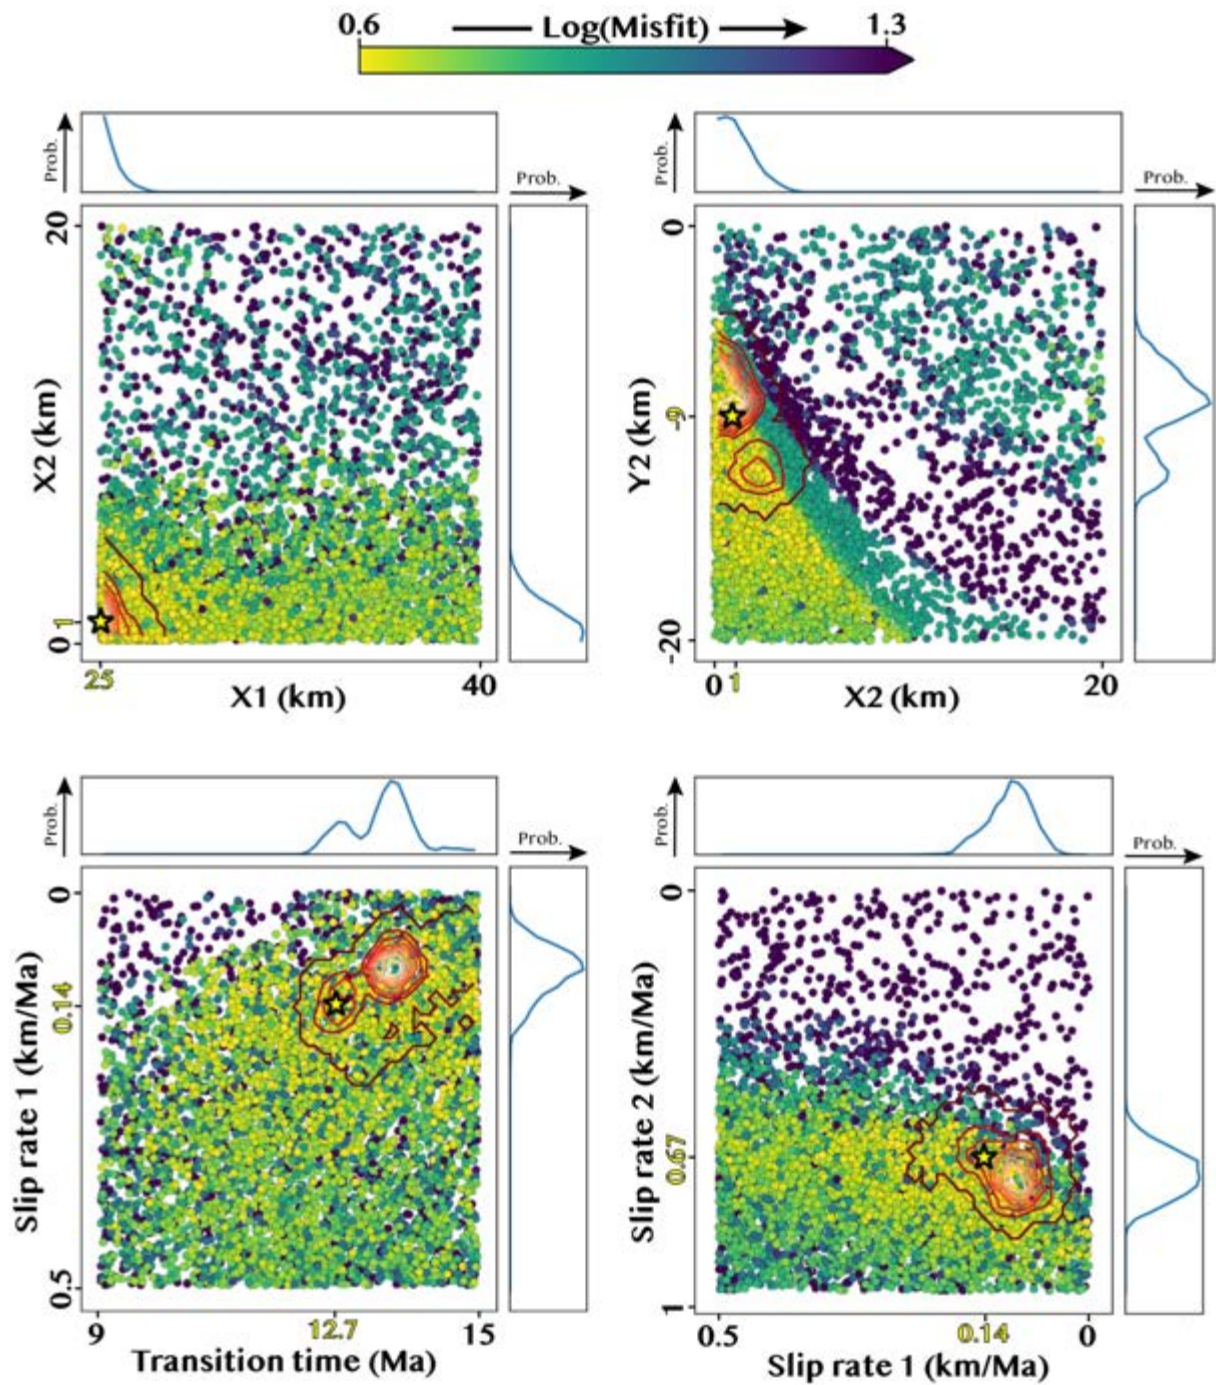 0.6 Log(Misfit) 1.3
Prob.
Prob.
20
X2 (km)
1
0
25 40
X1 (km)
Prob.
Prob.
0
Y2 (km)
-9
-20
0 1 20
X2 (km)
Prob.
Prob.
0
Slip rate 1 (km/Ma)
0.14
0.5
9 12.7 15
Transition time (Ma)
Prob.
Prob.
0
Slip rate 2 (km/Ma)
0.67
1
0.5 0.14 0
Slip rate 1 (km/Ma)